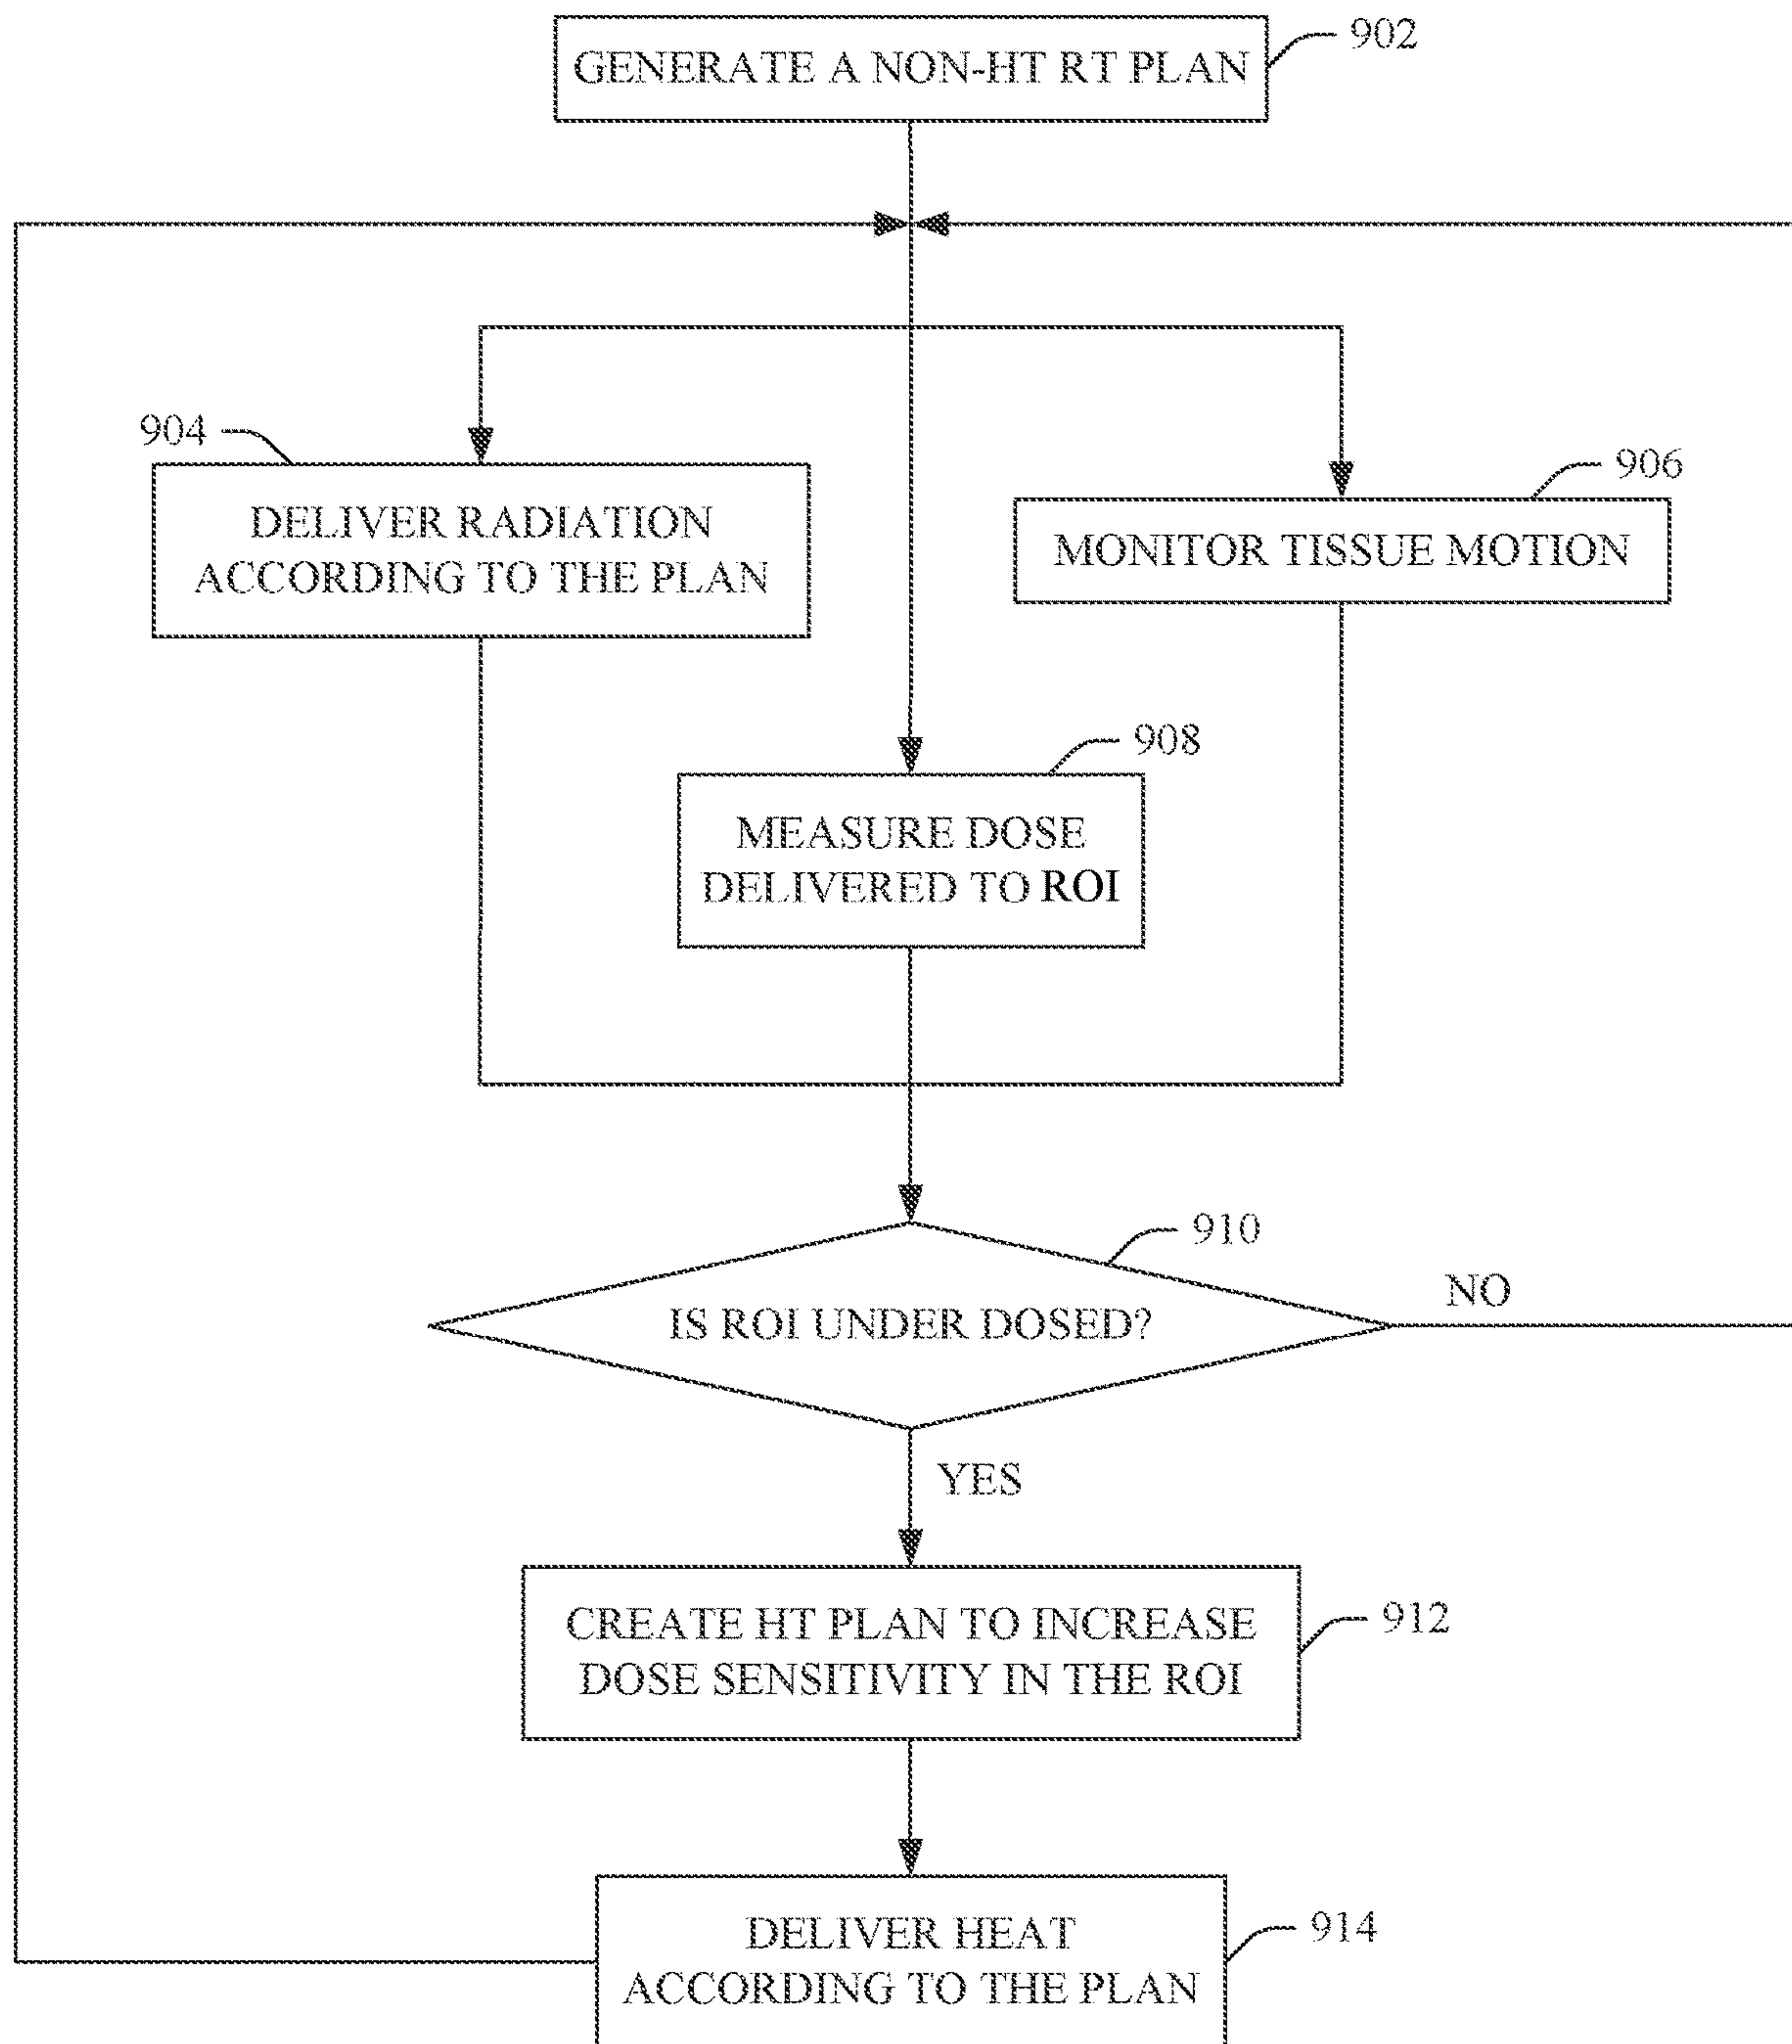 GENERATE A NON-HT RT PLAN
902
904
DELIVER RADIATION
ACCORDING TO THE PLAN
906
MONITOR TISSUE MOTION
908
MEASURE DOSE
DELIVERED TO ROI
910
IS ROI UNDER DOSED?
NO
YES
CREATE HT PLAN TO INCREASE
DOSE SENSITIVITY IN THE ROI
912
DELIVER HEAT
ACCORDING TO THE PLAN
914